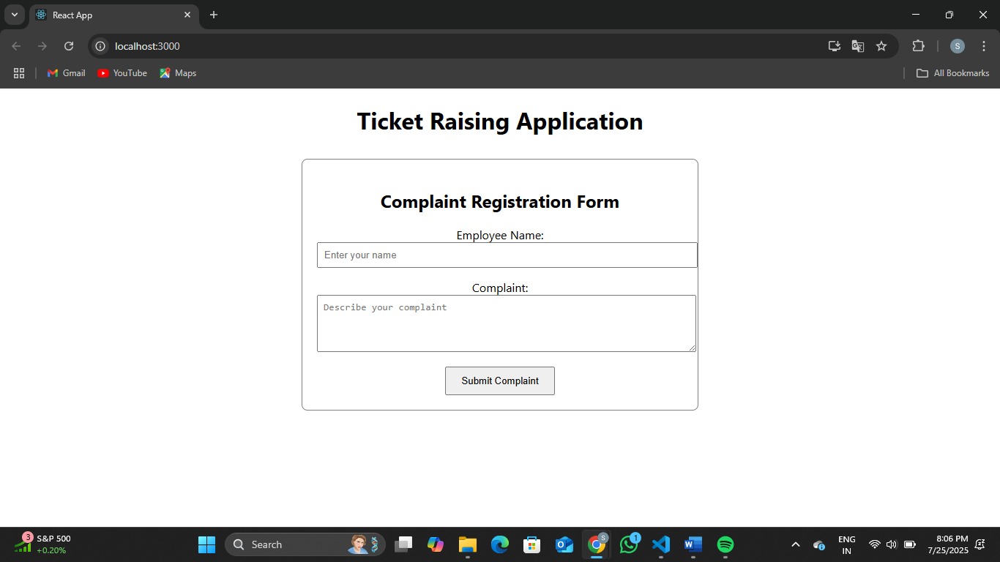 React App
localhost:3000
Gmail
YouTube
Maps
All Bookmarks
S
Ticket Raising Application
Complaint Registration Form
Employee Name:
Enter your name
Complaint:
Describe your complaint
Submit Complaint
3
S&P 500
+0.20%
Search
S
1
ENG
IN
8:06 PM
7/25/2025